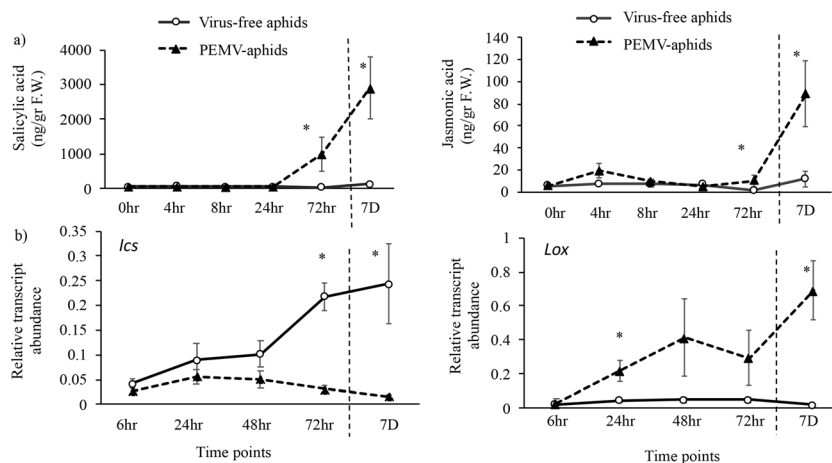 Virus-free aphids
PEMV-aphids
a)
Salicylic acid
(ng/gr F.W.)
4000
3000
2000
1000
0
*
*
0hr 4hr 8hr 24hr 72hr 7D
Virus-free aphids
PEMV-aphids
Jasmonic acid
(ng/gr F.W.)
140
120
100
80
60
40
20
0
*
*
0hr 4hr 8hr 24hr 72hr 7D
b)
Ics
Relative transcript
abundance
0.35
0.3
0.25
0.2
0.15
0.1
0.05
0
*
*
6hr 24hr 48hr 72hr 7D
Time points
Lox
Relative transcript
abundance
1
0.8
0.6
0.4
0.2
0
*
*
6hr 24hr 48hr 72hr 7D
Time points